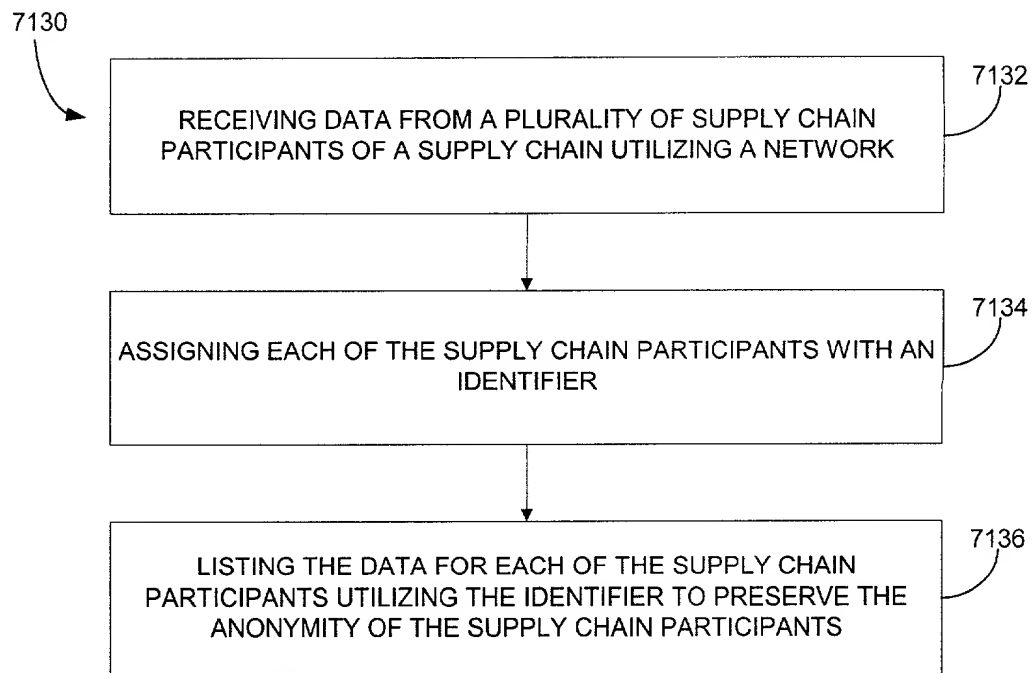 7130
7132
RECEIVING DATA FROM A PLURALITY OF SUPPLY CHAIN
PARTICIPANTS OF A SUPPLY CHAIN UTILIZING A NETWORK
7134
ASSIGNING EACH OF THE SUPPLY CHAIN PARTICIPANTS WITH AN
IDENTIFIER
7136
LISTING THE DATA FOR EACH OF THE SUPPLY CHAIN
PARTICIPANTS UTILIZING THE IDENTIFIER TO PRESERVE THE
ANONYMITY OF THE SUPPLY CHAIN PARTICIPANTS